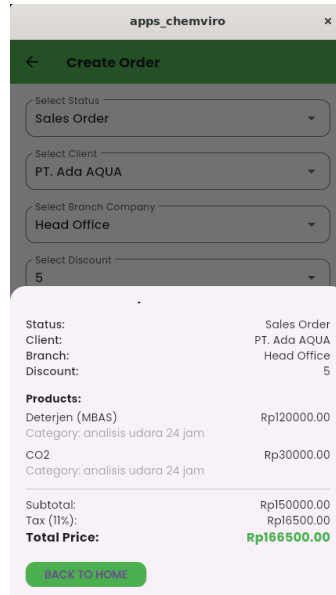 apps_chemviro ×
Create Order
Select Status
Sales Order
Select Client
PT. Ada AQUA
Select Branch Company
Head Office
Select Discount
5
Status: Sales Order
Client: PT. Ada AQUA
Branch: Head Office
Discount: 5
Products:
Deterjen (MBAS) Rp120000.00
Category: analisis udara 24 jam
CO2 Rp30000.00
Category: analisis udara 24 jam
Subtotal: Rp150000.00
Tax (11%): Rp16500.00
Total Price: Rp166500.00
BACK TO HOME